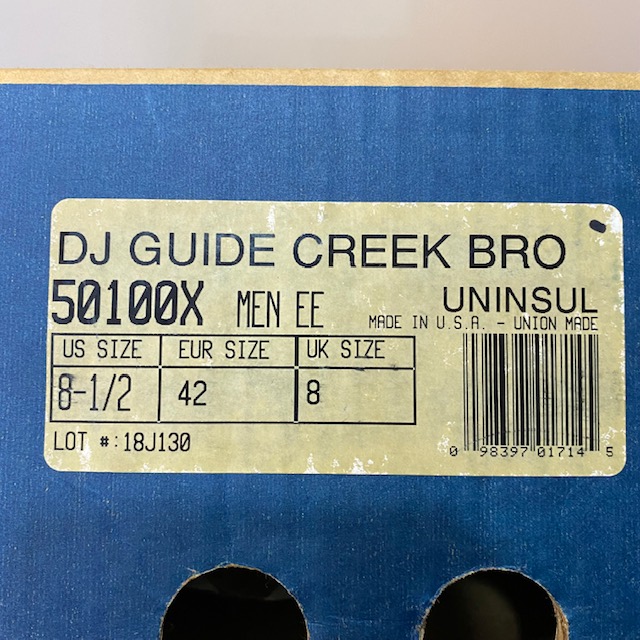 DJ GUIDE CREEK BRO
50100X MEN EE UNINSUL
MADE IN U.S.A. - UNION MADE
US SIZE EUR SIZE UK SIZE
8-1/2 42 8
LOT #:18J130
0 98397 01714 5